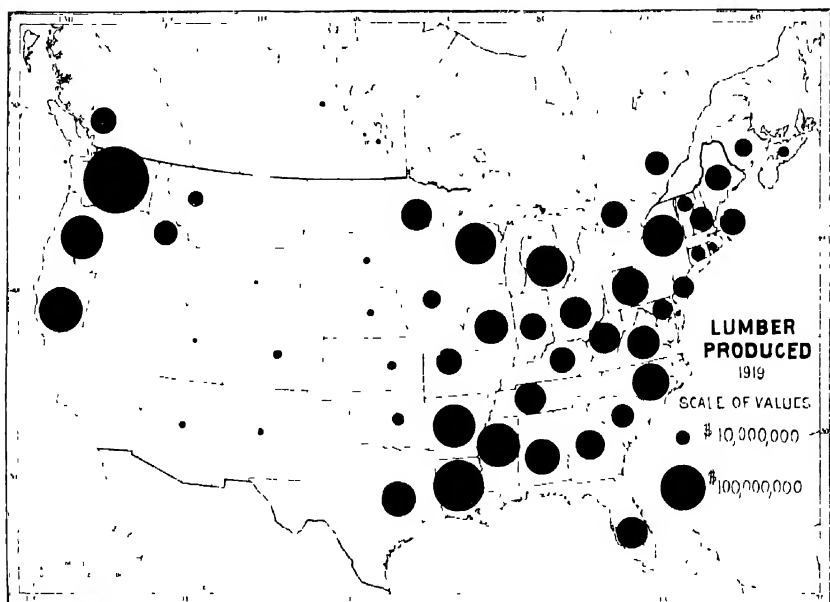 LUMBER
PRODUCED
1919
SCALE OF VALUES
$10,000,000
$100,000,000